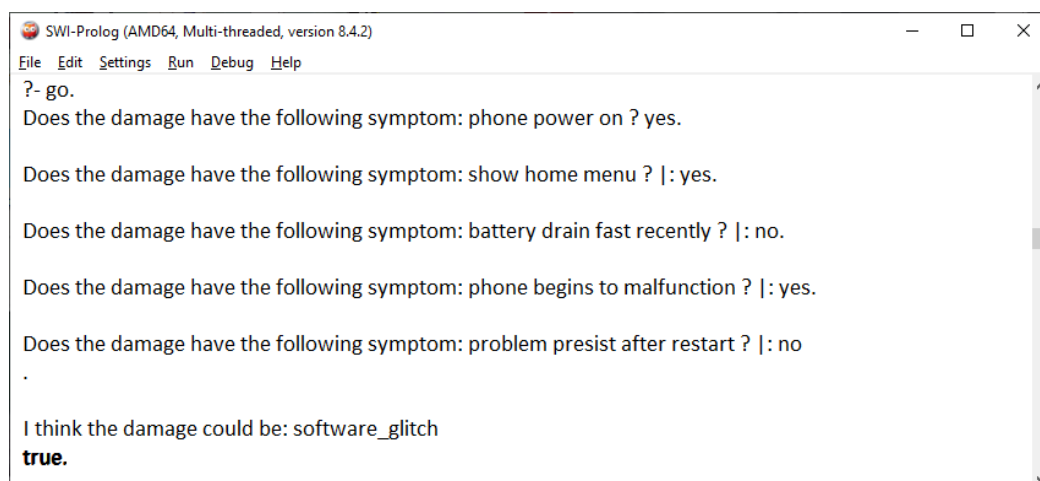 SWI-Prolog (AMD64, Multi-threaded, version 8.4.2)
File Edit Settings Run Debug Help
?- go.
Does the damage have the following symptom: phone power on ? yes.
Does the damage have the following symptom: show home menu ? |: yes.
Does the damage have the following symptom: battery drain fast recently ? |: no.
Does the damage have the following symptom: phone begins to malfunction ? |: yes.
Does the damage have the following symptom: problem presist after restart ? |: no
.
I think the damage could be: software_glitch
true.